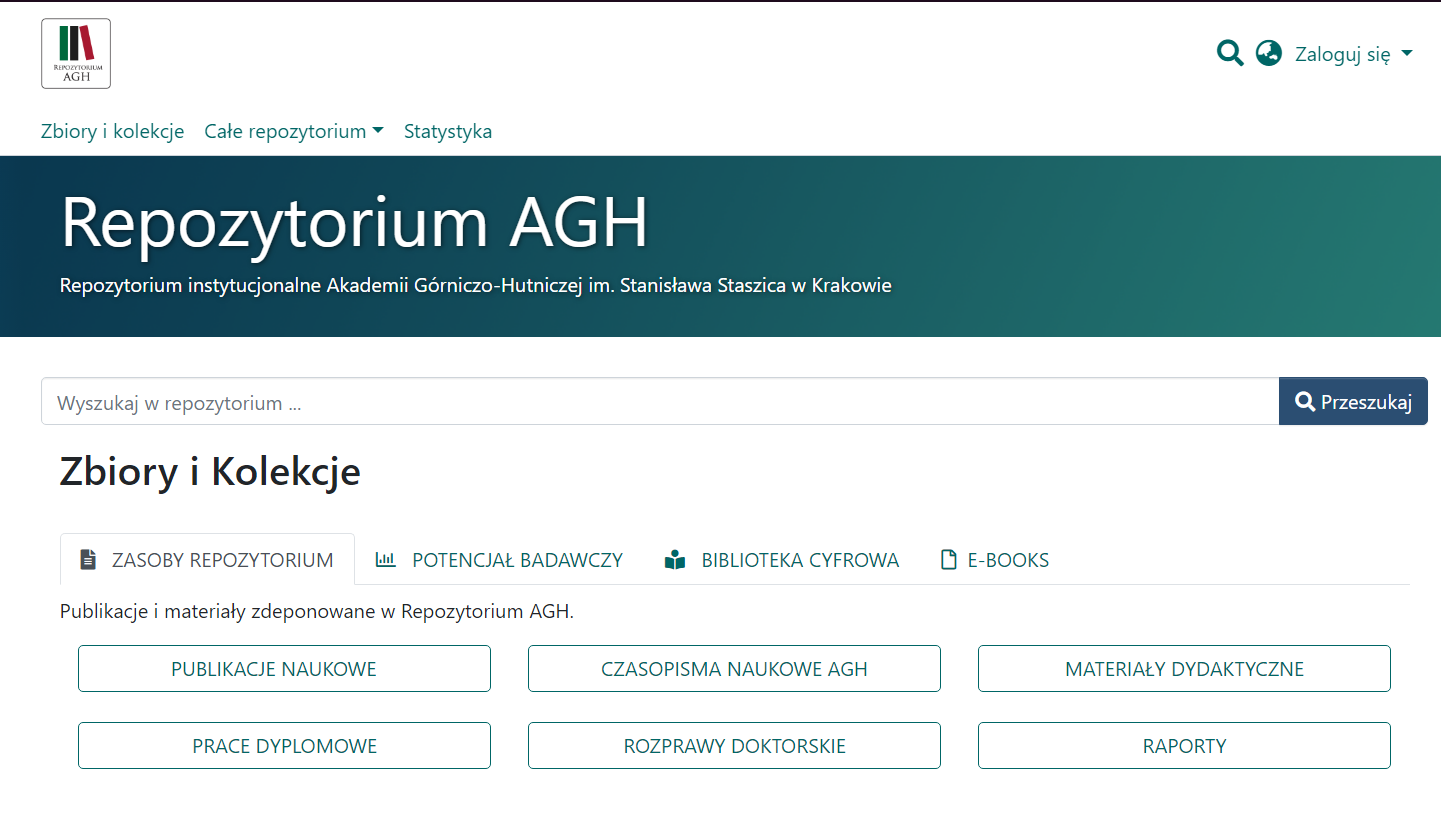 REPOZYTORIUM
AGH
Zaloguj się
Zbiory i kolekcje Całe repozytorium Statystyka
Repozytorium AGH
Repozytorium instytucjonalne Akademii Górniczo-Hutniczej im. Stanisława Staszica w Krakowie
Wyszukaj w repozytorium ... Przeszukaj
Zbiory i Kolekcje
ZASOBY REPOZYTORIUM POTENCJAŁ BADAWCZY BIBLIOTEKA CYFROWA E-BOOKS
Publikacje i materiały zdeponowane w Repozytorium AGH.
PUBLIKACJE NAUKOWE CZASOPISMA NAUKOWE AGH MATERIAŁY DYDAKTYCZNE
PRACE DYPLOMOWE ROZPRAWY DOKTORSKIE RAPORTY